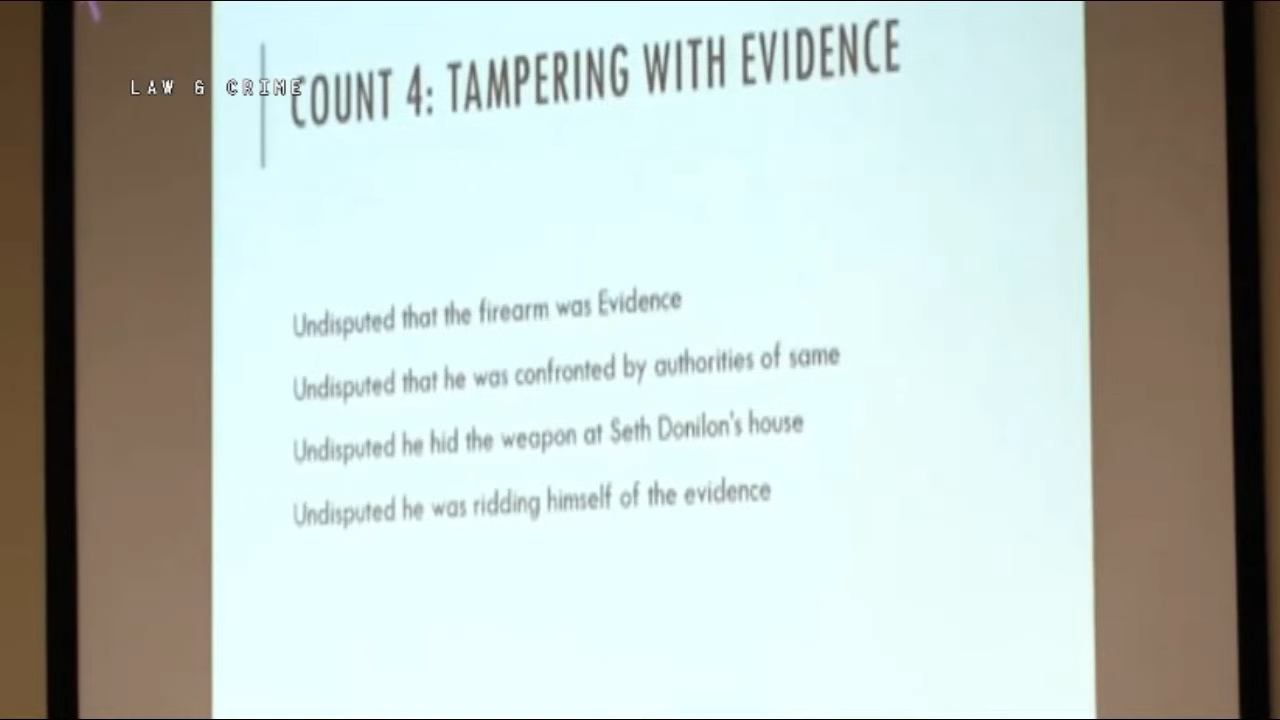 LAW & CRIME
COUNT 4: TAMPERING WITH EVIDENCE
Undisputed that the firearm was Evidence
Undisputed that he was confronted by authorities of same
Undisputed he hid the weapon at Seth Donilon's house
Undisputed he was ridding himself of the evidence